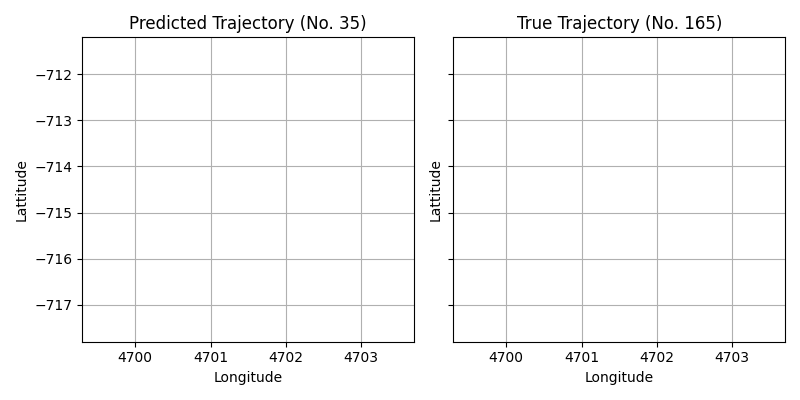 Predicted Trajectory (No. 35)
True Trajectory (No. 165)
−712
−713
−714
−715
−716
−717
Lattitude
Lattitude
4700 4701 4702 4703
4700 4701 4702 4703
Longitude
Longitude